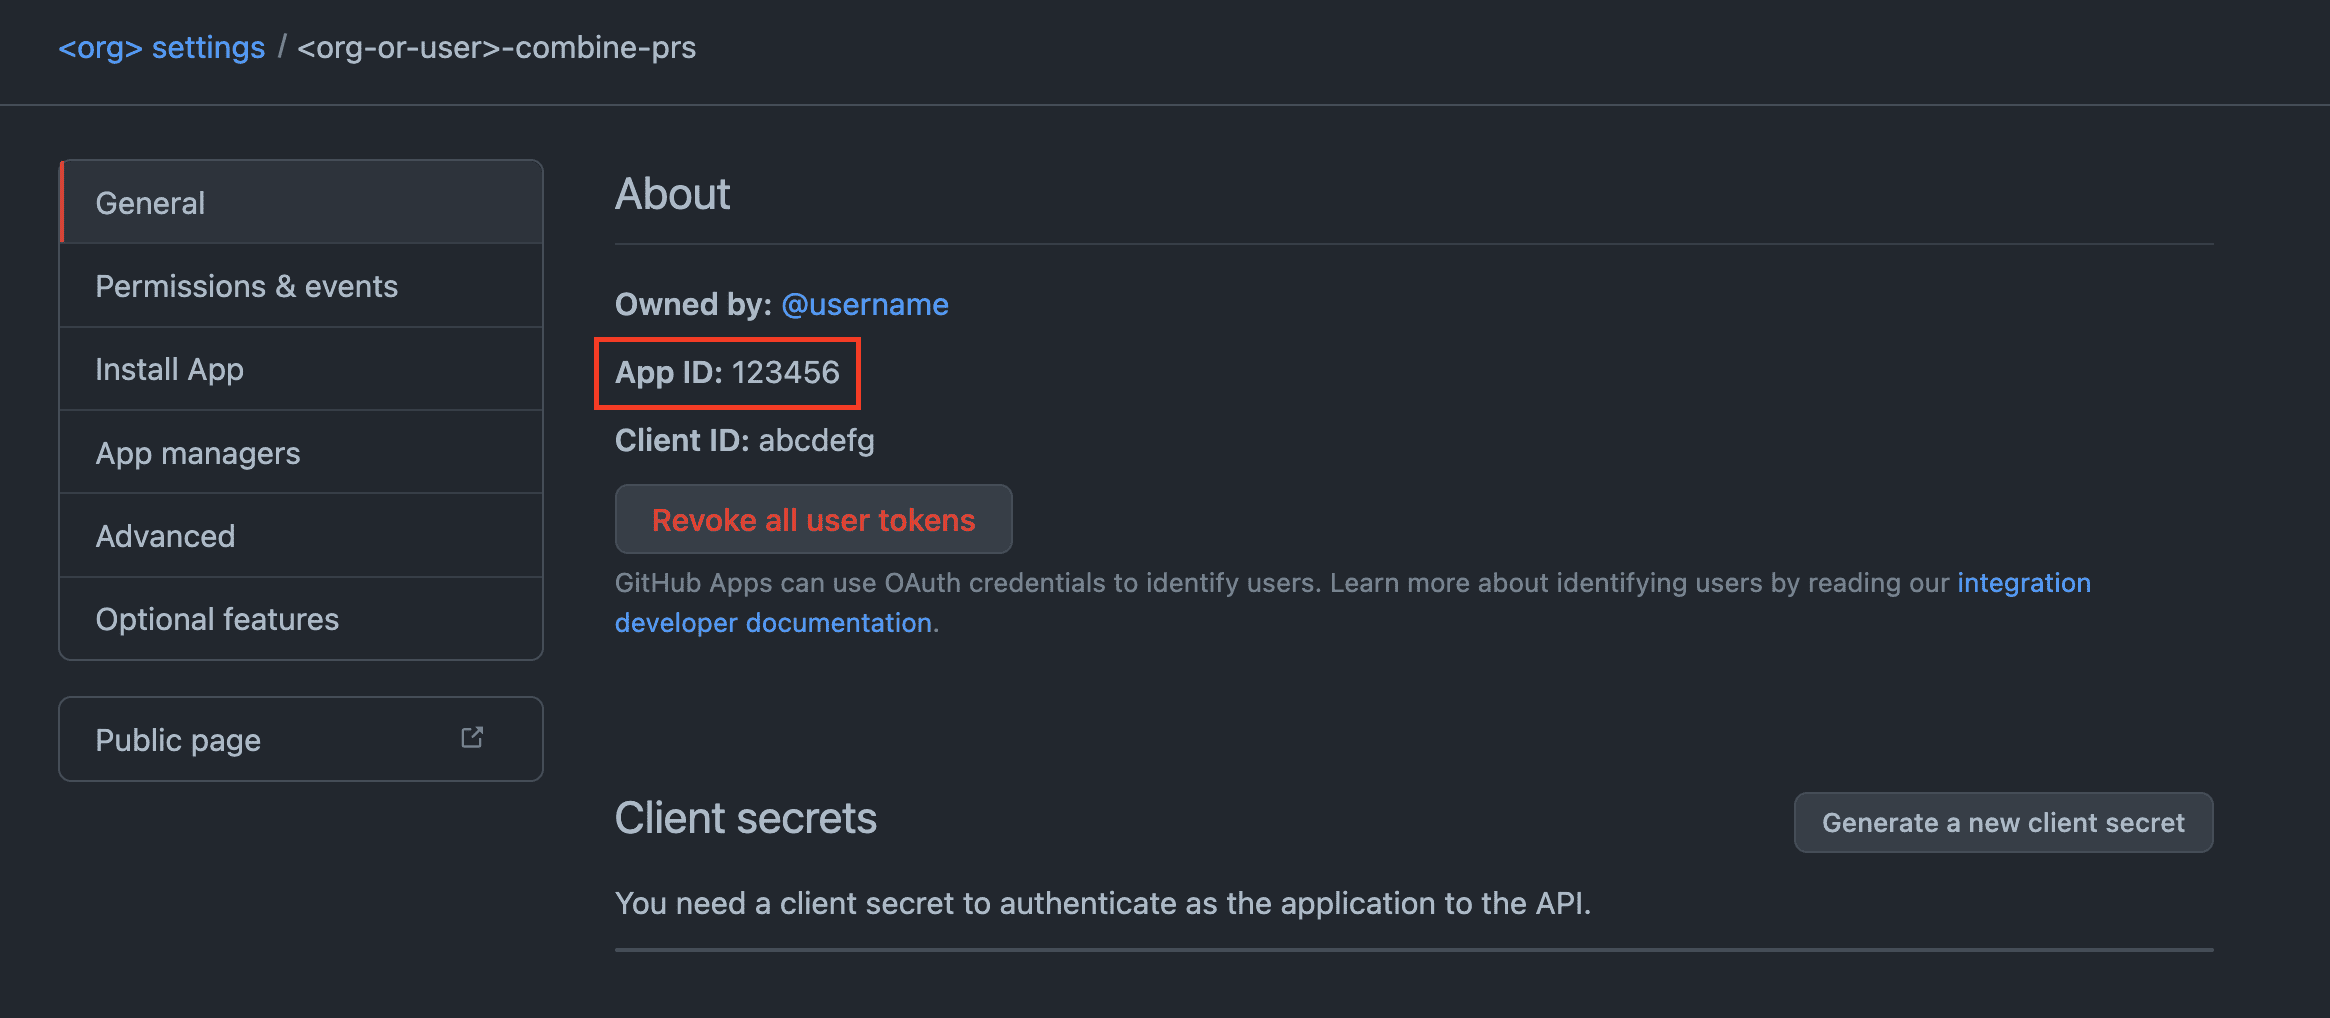 <org> settings / <org-or-user>-combine-prs
General
Permissions & events
Install App
App managers
Advanced
Optional features
Public page
About
Owned by: @username
App ID: 123456
Client ID: abcdefg
Revoke all user tokens
GitHub Apps can use OAuth credentials to identify users. Learn more about identifying users by reading our integration
developer documentation.
Client secrets
Generate a new client secret
You need a client secret to authenticate as the application to the API.